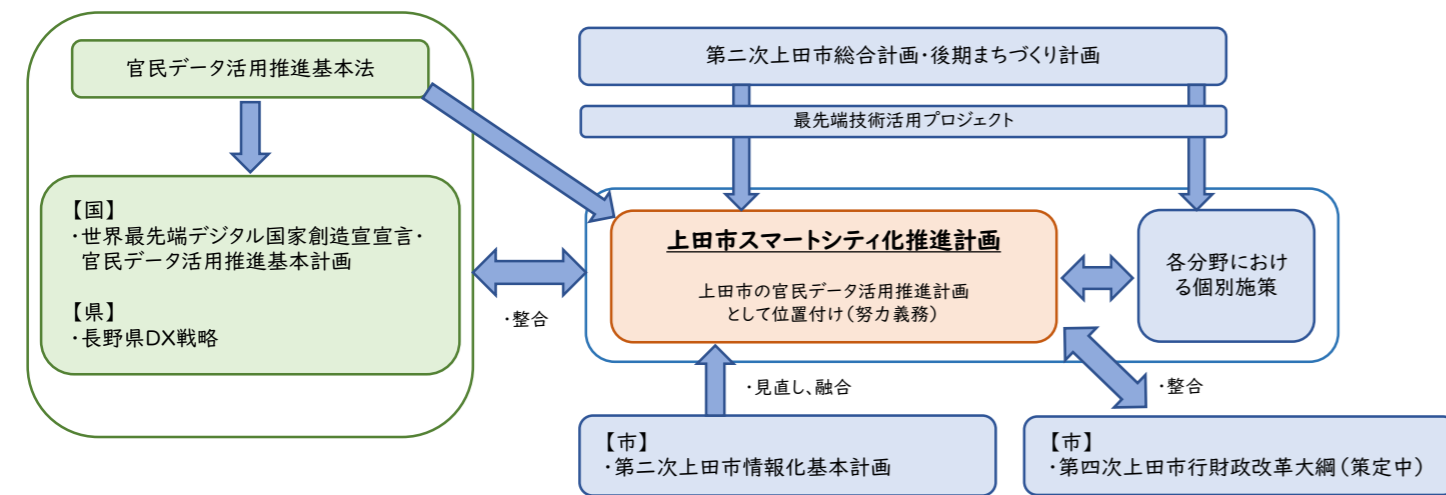 官民データ活用推進基本法
第二次上田市総合計画・後期まちづくり計画
最先端技術活用プロジェクト
【国】
・世界最先端デジタル国家創造宣宣言・
官民データ活用推進基本計画
【県】
・長野県DX戦略
・整合
上田市スマートシティ化推進計画
上田市の官民データ活用推進計画
として位置付け(努力義務)
各分野におけ
る個別施策
・見直し、融合
・整合
【市】
・第二次上田市情報化基本計画
【市】
・第四次上田市行財政改革大綱(策定中)